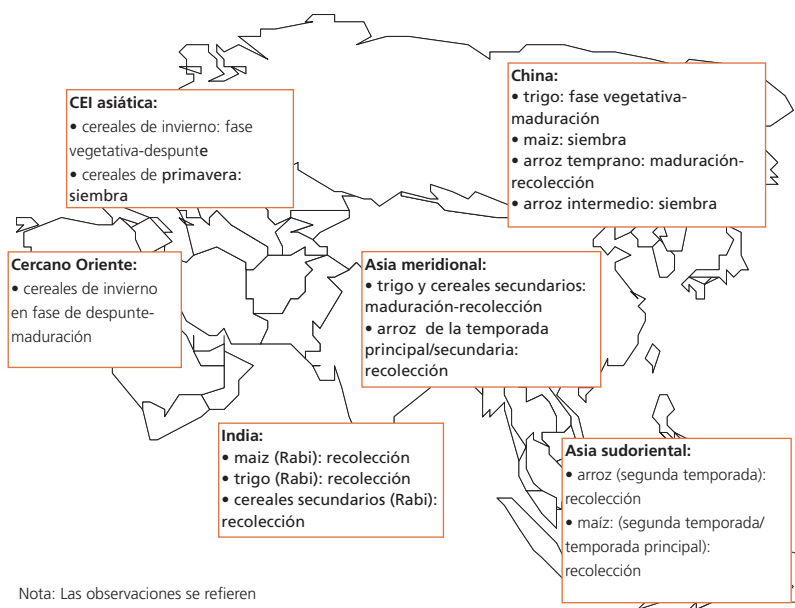 CEI asiática:
• cereales de invierno: fase
vegetativa-despunte
• cereales de primavera:
siembra
China:
• trigo: fase vegetativa-
maduración
• maiz: siembra
• arroz temprano: maduración-
recolección
• arroz intermedio: siembra
Cercano Oriente:
• cereales de invierno
en fase de despunte-
maduración
Asia meridional:
• trigo y cereales secundarios:
maduración-recolección
• arroz de la temporada
principal/secundaria:
recolección
India:
• maiz (Rabi): recolección
• trigo (Rabi): recolección
• cereales secundarios (Rabi):
recolección
Asia sudoriental:
• arroz (segunda temporada):
recolección
• maíz: (segunda temporada/
temporada principal):
recolección
Nota: Las observaciones se refieren